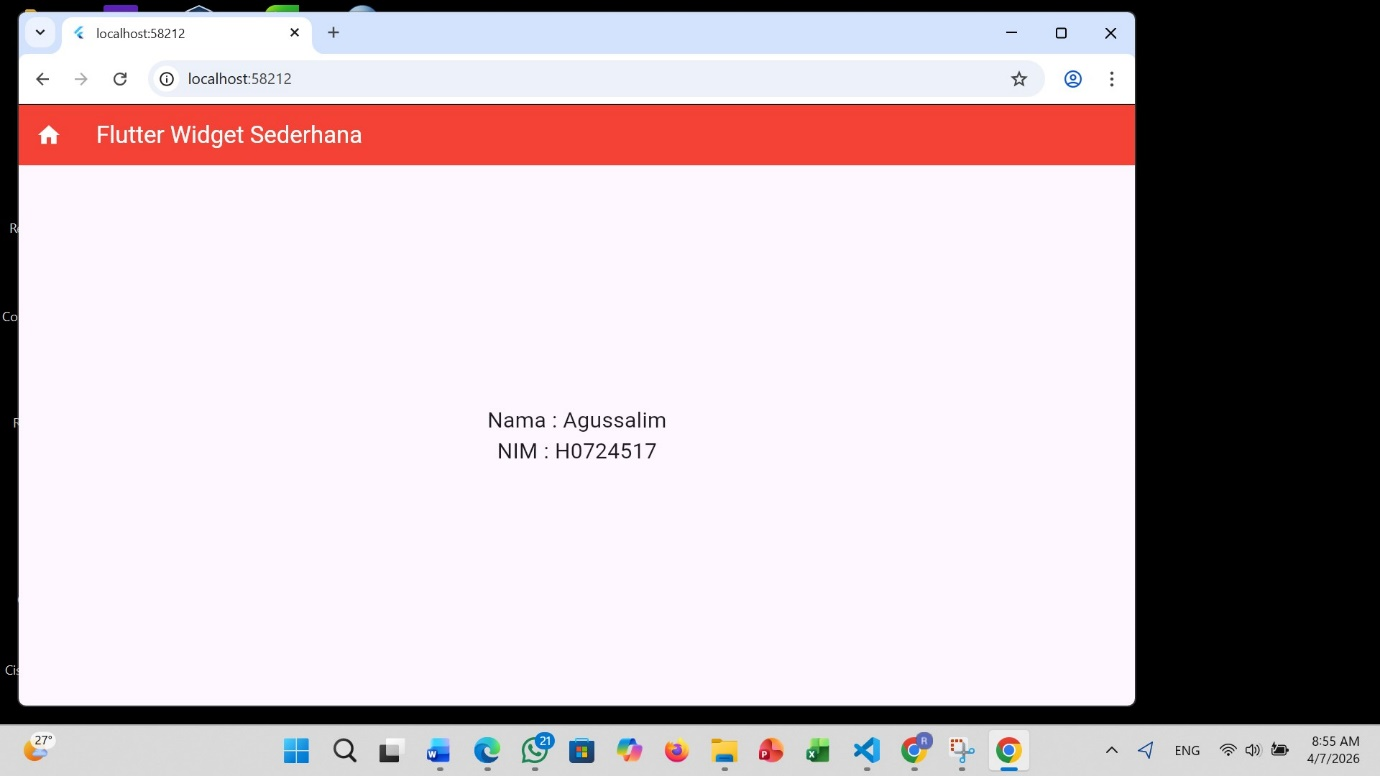 localhost:58212
localhost:58212
Flutter Widget Sederhana
Nama : Agussalim
NIM : H0724517
27°
21
R
ENG
8:55 AM
4/7/2026